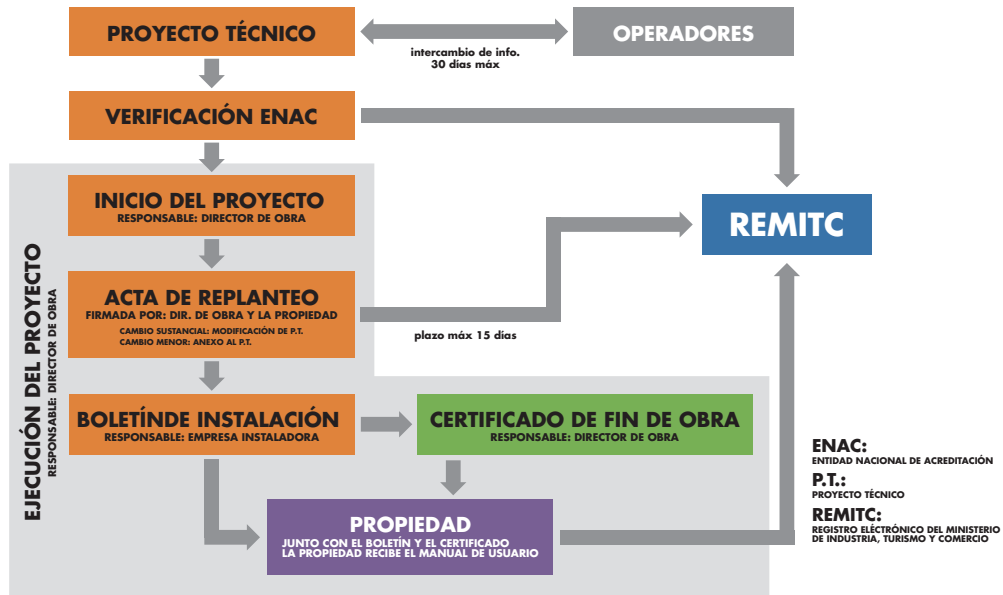 PROYECTO TÉCNICO
OPERADORES
intercambio de info.
30 días máx
VERIFICACIÓN ENAC
INICIO DEL PROYECTO
RESPONSABLE: DIRECTOR DE OBRA
REMITC
EJECUCIÓN DEL PROYECTO
RESPONSABLE: DIRECTOR DE OBRA
ACTA DE REPLANTEO
FIRMADA POR: DIR. DE OBRA Y LA PROPIEDAD
CAMBIO SUSTANCIAL: MODIFICACIÓN DE P.T.
CAMBIO MENOR: ANEXO AL P.T.
plazo máx 15 días
BOLETÍNDE INSTALACIÓN
RESPONSABLE: EMPRESA INSTALADORA
CERTIFICADO DE FIN DE OBRA
RESPONSABLE: DIRECTOR DE OBRA
PROPIEDAD
JUNTO CON EL BOLETÍN Y EL CERTIFICADO
LA PROPIEDAD RECIBE EL MANUAL DE USUARIO
ENAC:
ENTIDAD NACIONAL DE ACREDITACIÓN
P.T.:
PROYECTO TÉCNICO
REMITC:
REGISTRO ELÉCTRÓNICO DEL MINISTERIO
DE INDUSTRIA, TURISMO Y COMERCIO